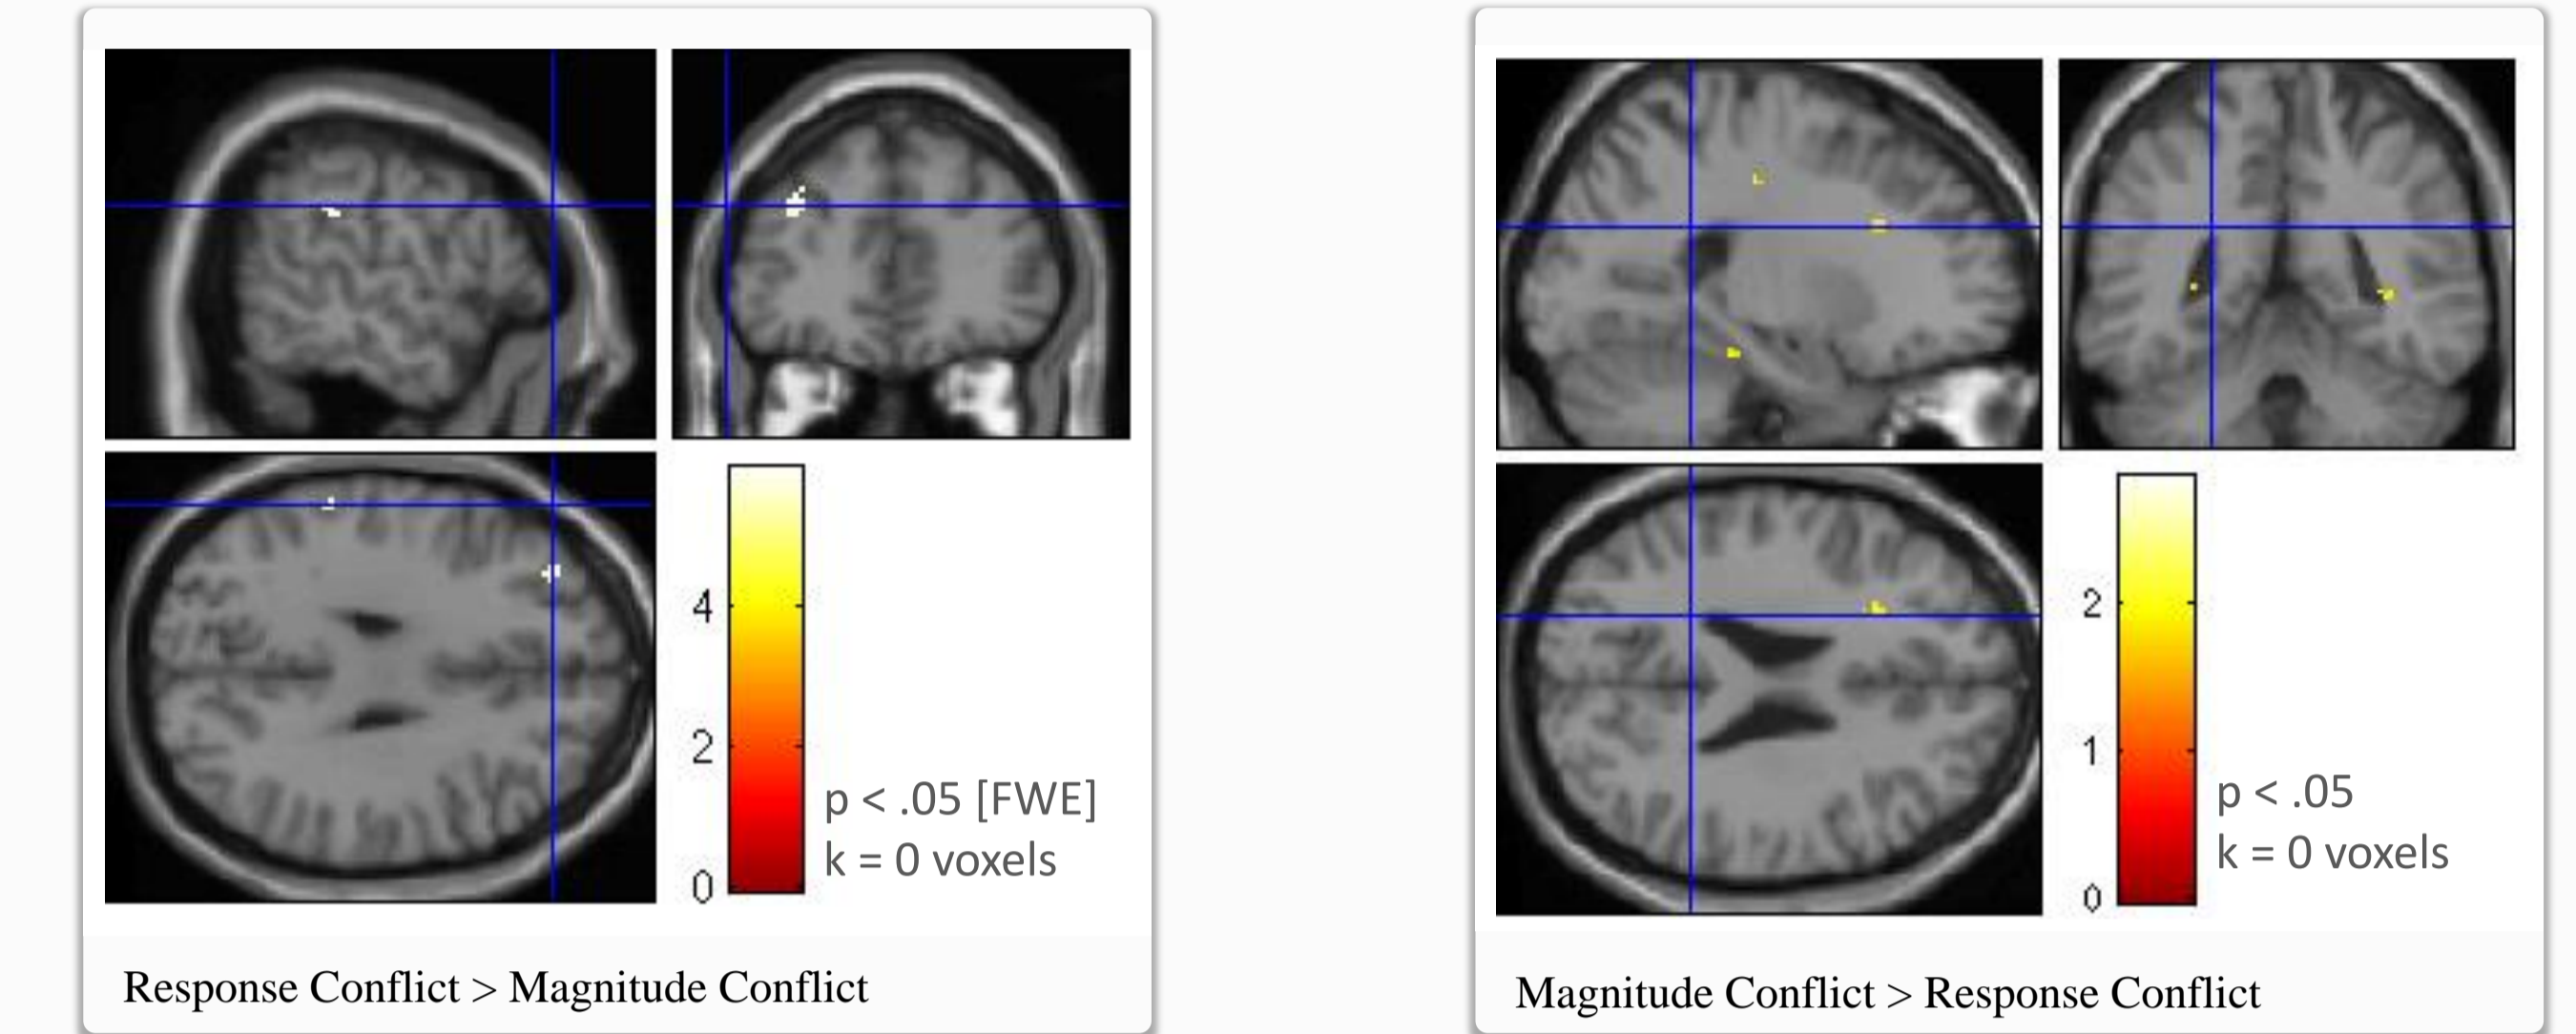 4
2
0
p < .05 [FWE]
k = 0 voxels
Response Conflict > Magnitude Conflict
2
1
0
p < .05
k = 0 voxels
Magnitude Conflict > Response Conflict